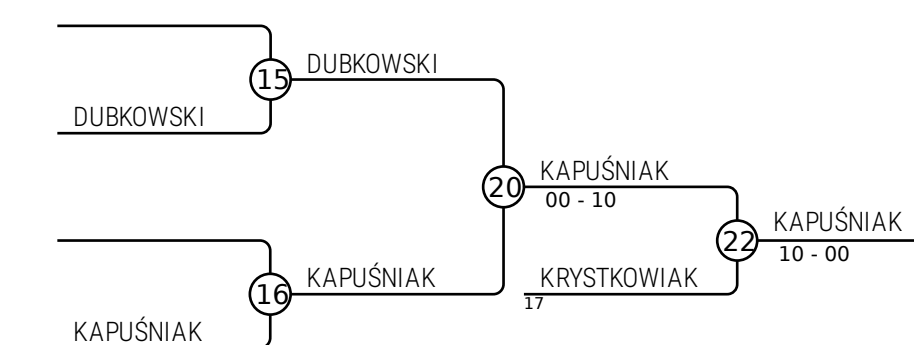 15
DUBKOWSKI
DUBKOWSKI
20
KAPUŚNIAK
00 - 10
22
KAPUŚNIAK
10 - 00
16
KAPUŚNIAK
KRYSTKOWIAK
17
KAPUŚNIAK